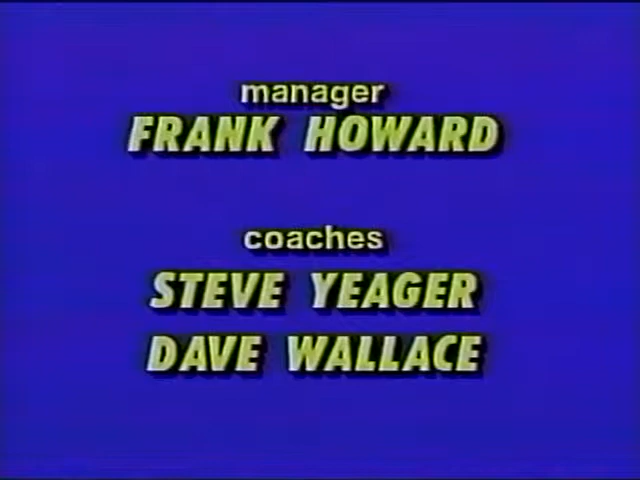 manager
FRANK HOWARD
coaches
STEVE YEAGER
DAVE WALLACE